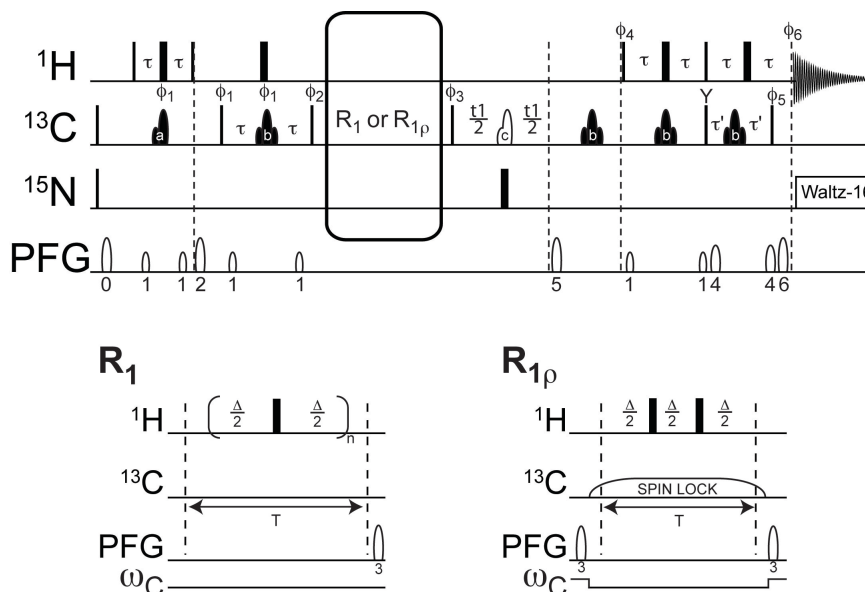 ϕ4 ϕ6
¹H τ τ τ τ τ τ
ϕ1 ϕ1 ϕ1 ϕ2 ϕ3 Y ϕ5
¹³C a τ b τ R₁ or R₁ρ t1/2 c t1/2 b b τ' b τ'
¹⁵N Waltz-16
PFG
0 1 1 2 1 1 5 1 1 4 4 6
R₁ R₁ρ
¹H Δ/2 Δ/2 n
¹³C
T
PFG
3
ωC
¹H Δ/2 Δ/2 Δ/2
¹³C SPIN LOCK
T
PFG
3 3
ωC